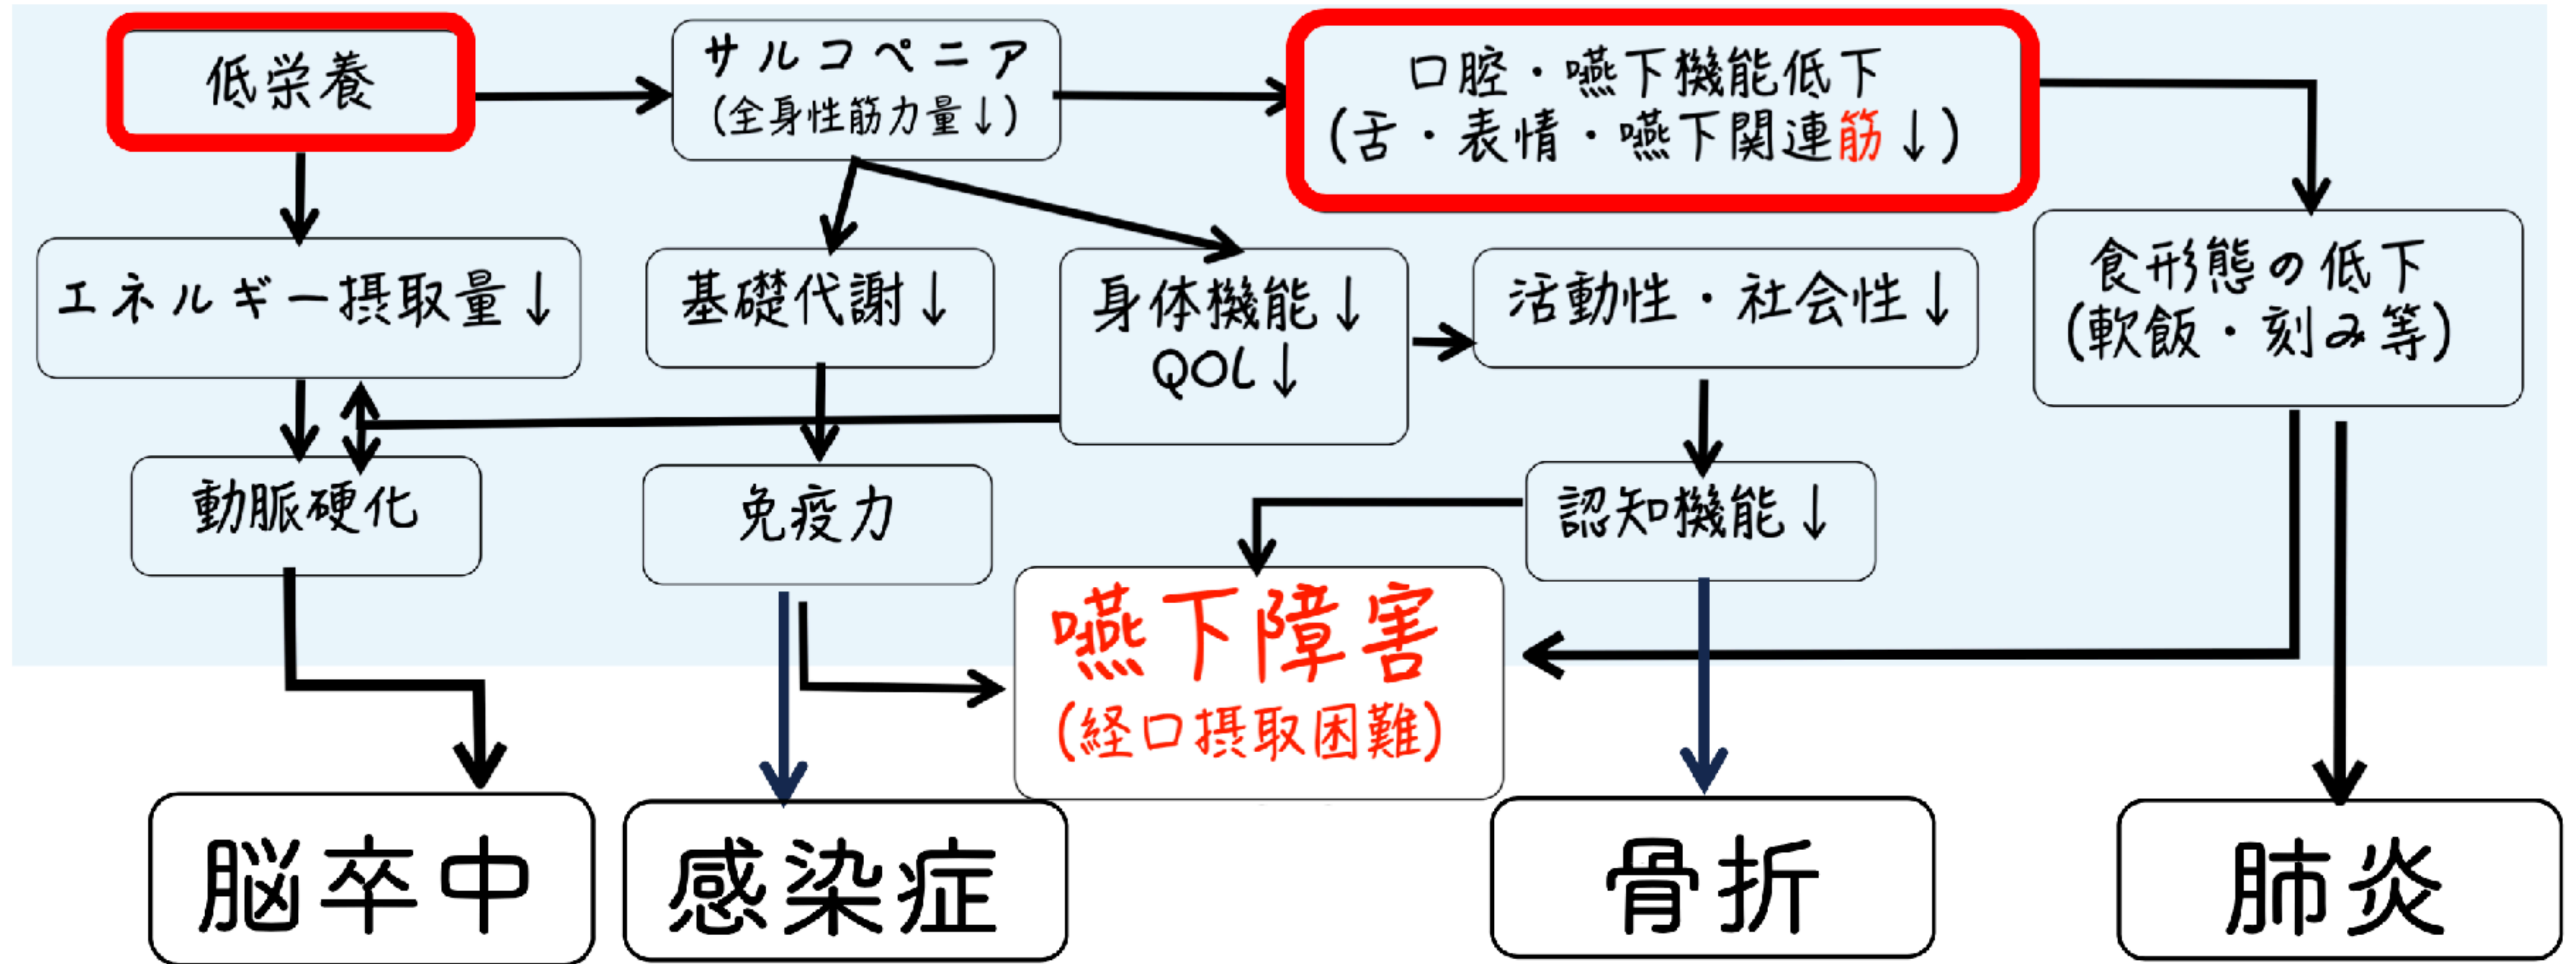 低栄養
サルコペニア
(全身性筋力量↓)
口腔・嚥下機能低下
(舌・表情・嚥下関連筋↓)
エネルギー摂取量↓
基礎代謝↓
身体機能↓
QOL↓
活動性・社会性↓
食形態の低下
(軟飯・刻み等)
動脈硬化
免疫力
認知機能↓
嚥下障害
(経口摂取困難)
脳卒中
感染症
骨折
肺炎